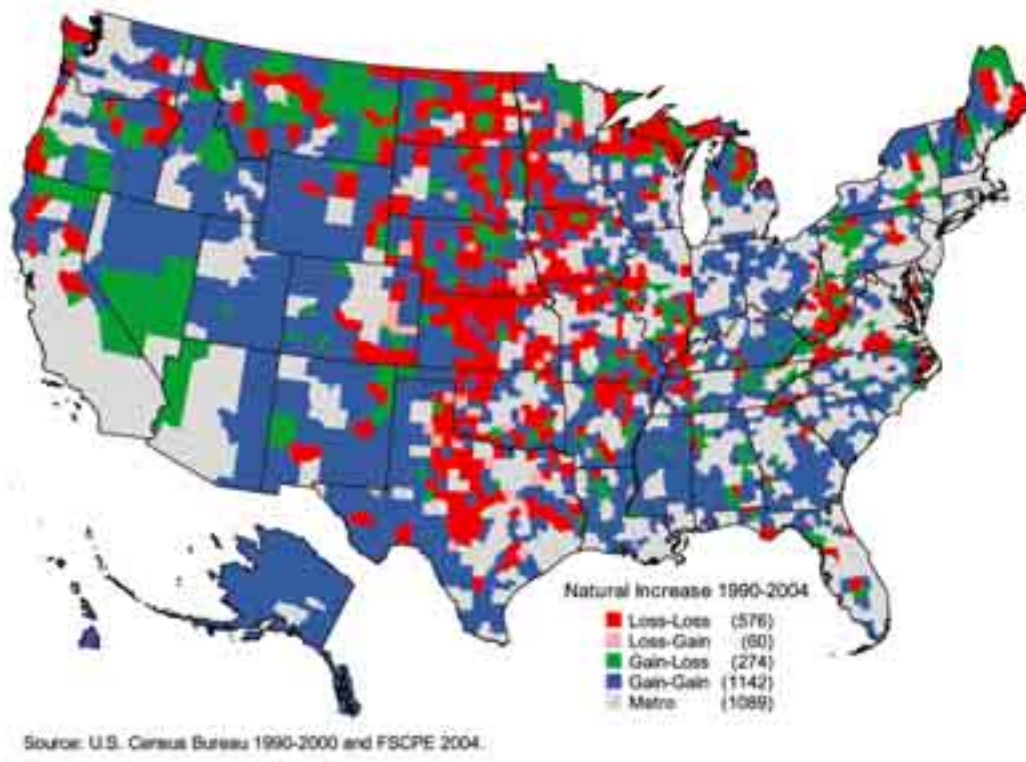 Natural Increase 1990-2004
Loss-Loss (576)
Loss-Gain (60)
Gain-Loss (274)
Gain-Gain (1142)
Metro (1089)
Source: U.S. Census Bureau 1990-2000 and FSCPE 2004.